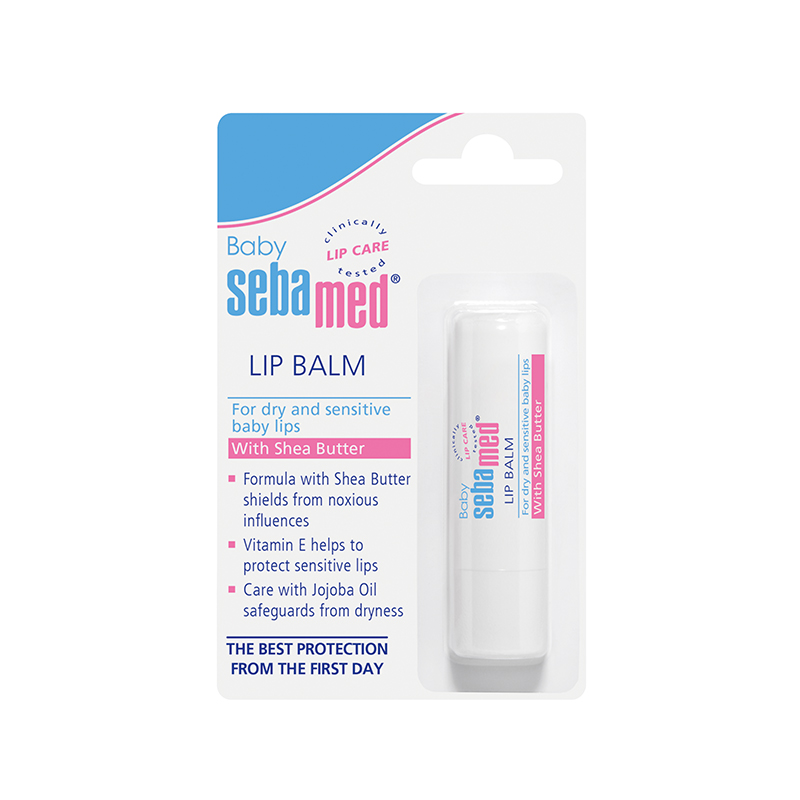 clinically
LIP CARE
tested
Baby
sebamed®
LIP BALM
For dry and sensitive
baby lips
With Shea Butter
Formula with Shea Butter
shields from noxious
influences
Vitamin E helps to
protect sensitive lips
Care with Jojoba Oil
safeguards from dryness
THE BEST PROTECTION
FROM THE FIRST DAY
clinically
LIP CARE
tested
Baby
sebamed®
LIP BALM
For dry and sensitive baby lips
With Shea Butter